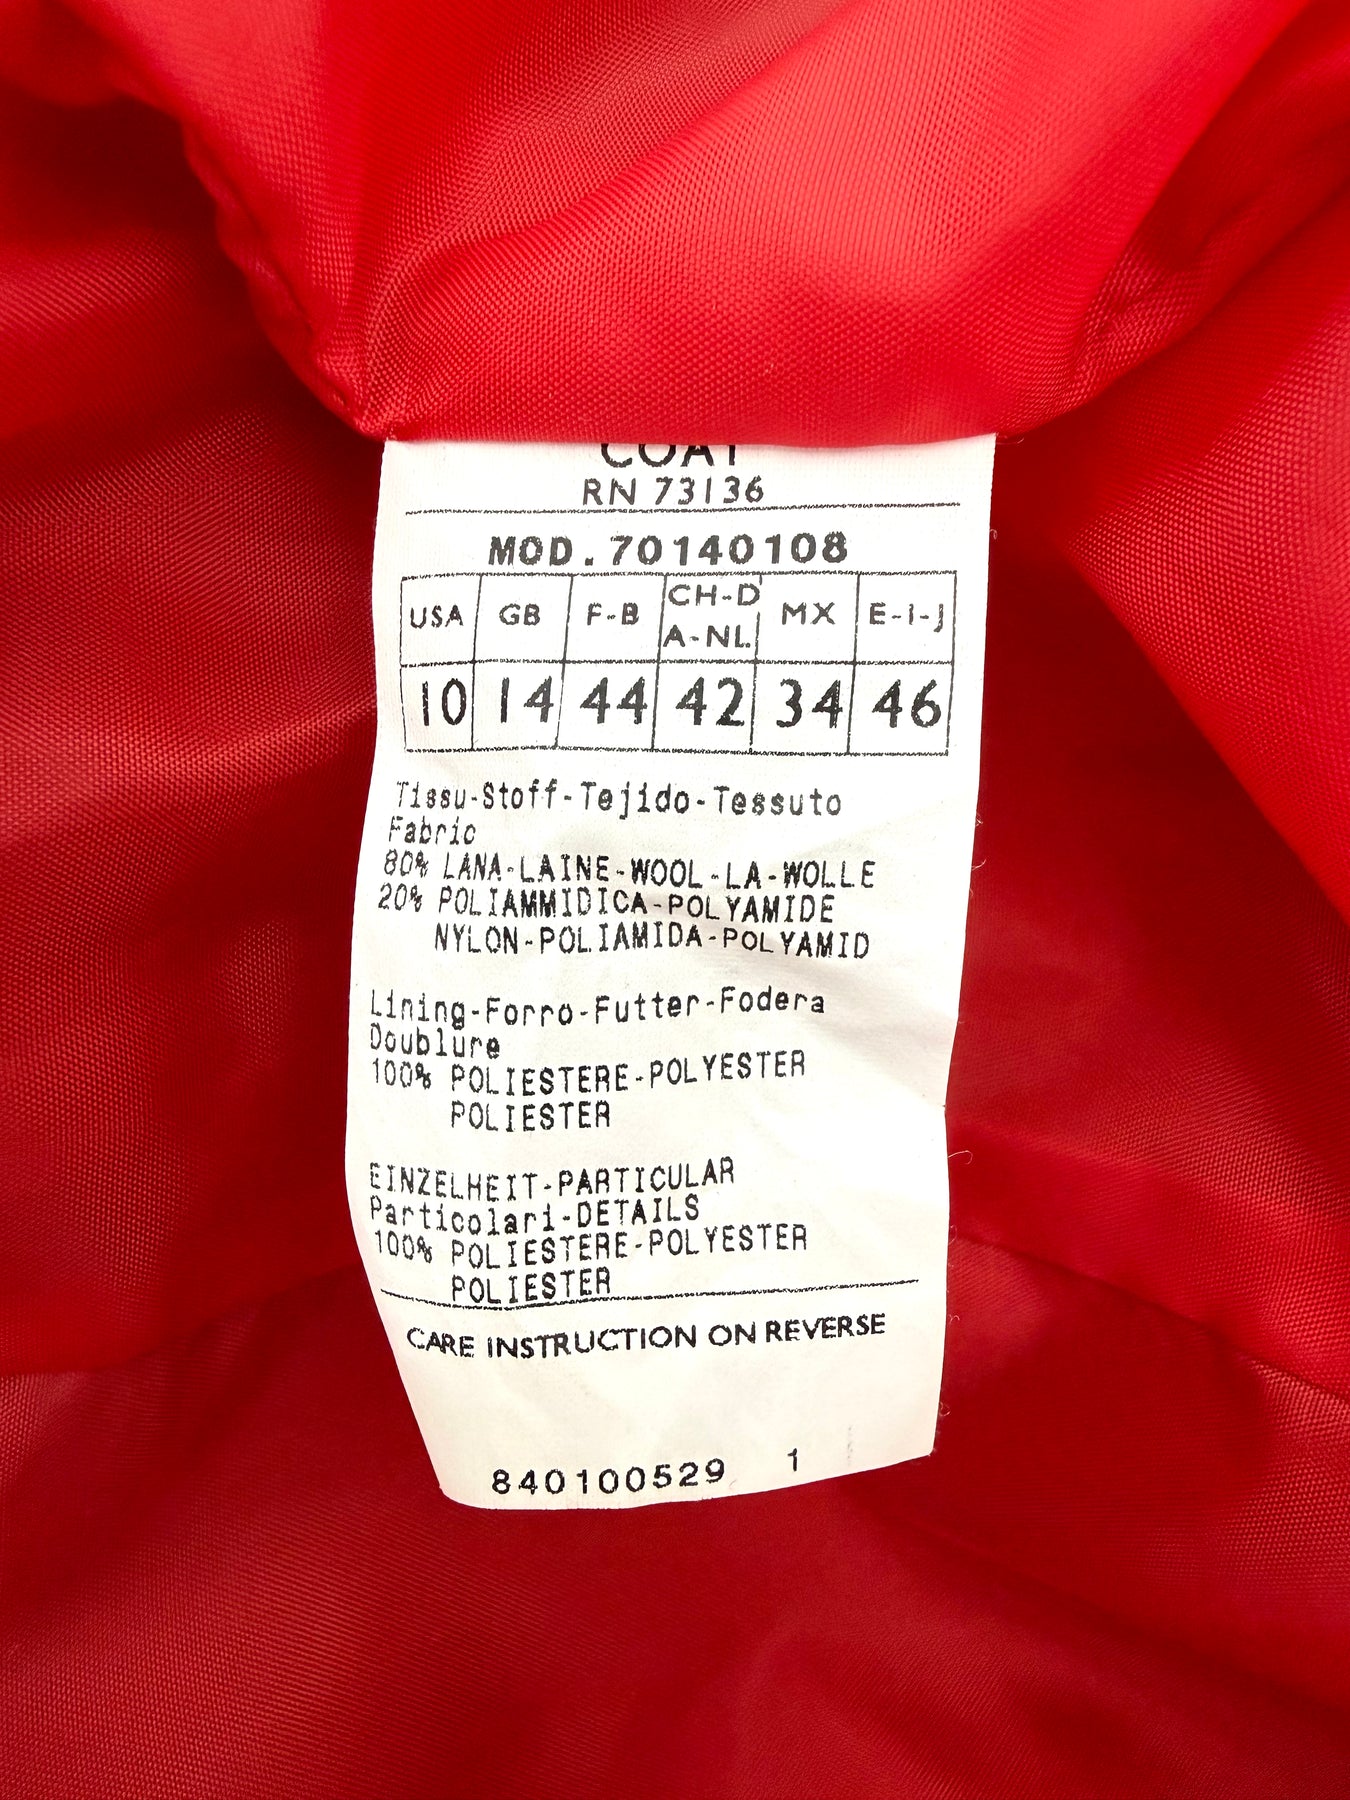 COAT
RN 73136
MOD.70140108
USA GB F-B CH-D A-NL MX E-I-J
10 14 44 42 34 46
Tissu-Stoff-Tejido-Tessuto
Fabric
80% LANA-LAINE-WOOL-LA-WOLLE
20% POLIAMMIDICA-POLYAMIDE
NYLON-POLIAMIDA-POLYAMID
Lining-Forro-Futter-Fodera
Doublure
100% POLIESTERE-POLYESTER
POLIESTER
EINZELHEIT-PARTICULAR
Particolari-DETAILS
100% POLIESTERE-POLYESTER
POLIESTER
CARE INSTRUCTION ON REVERSE
840100529 1